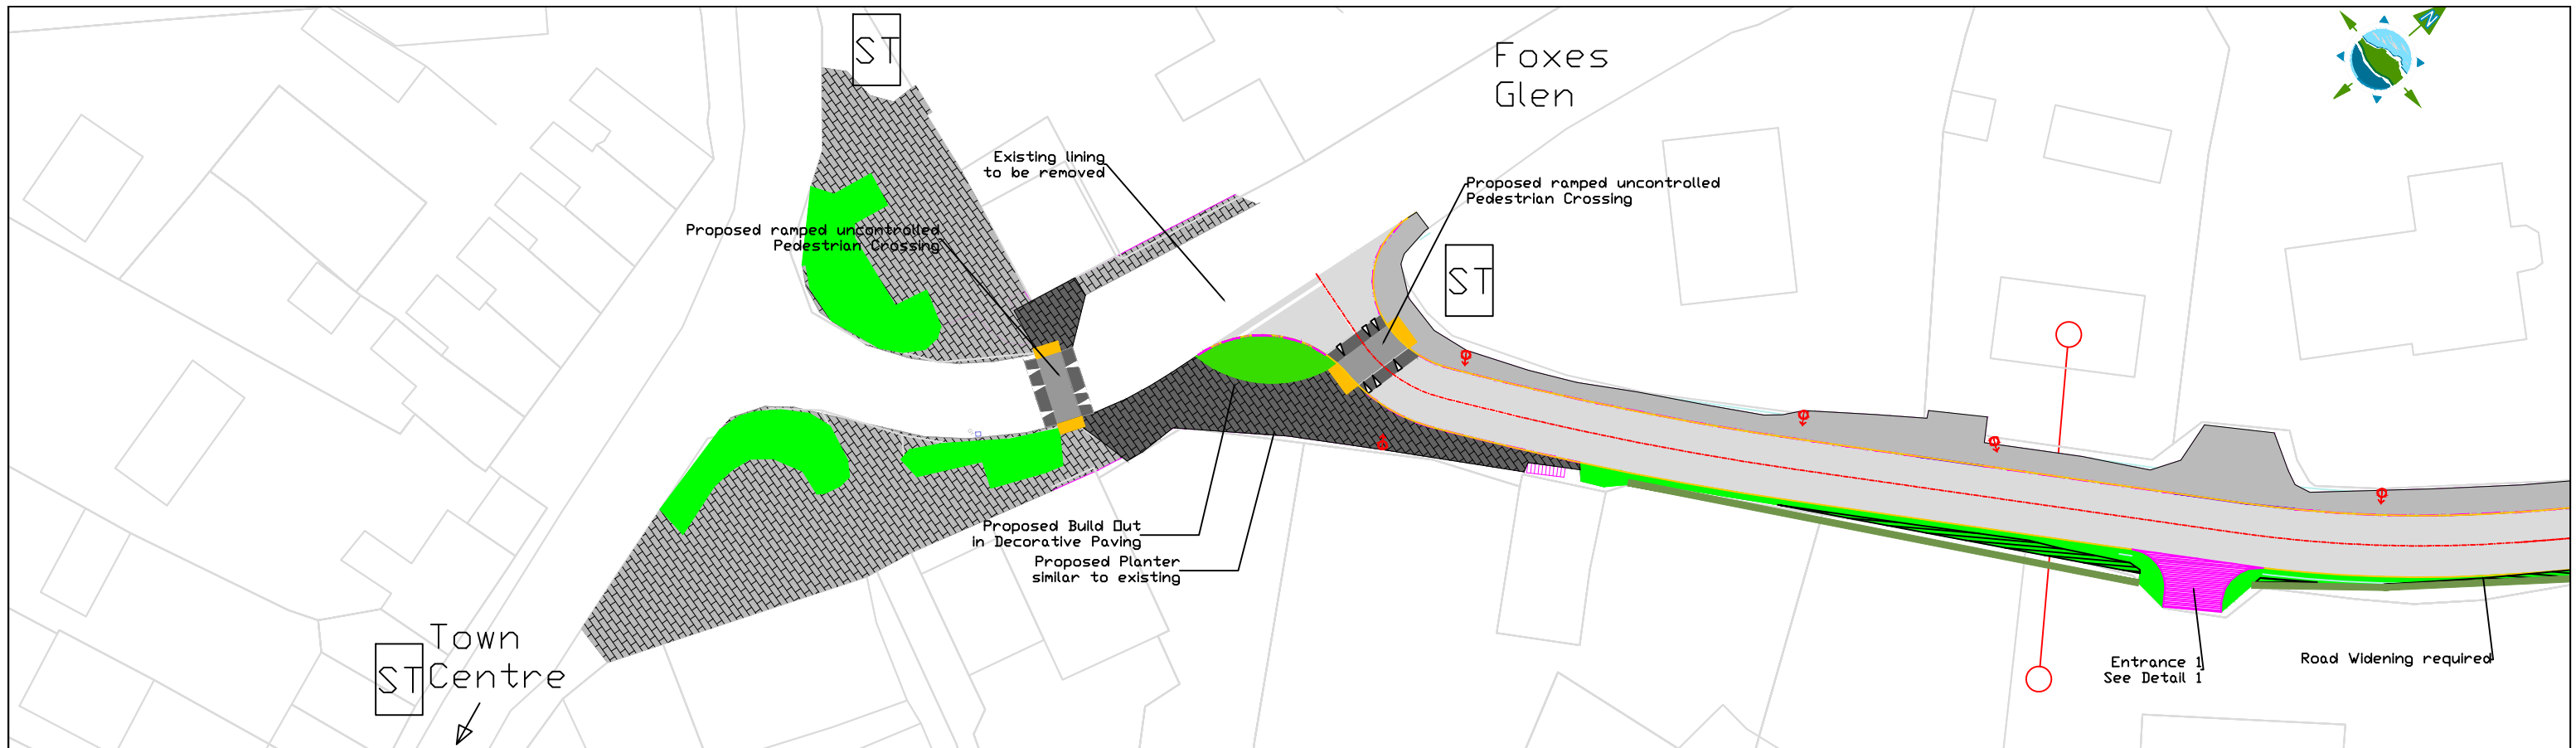 ST
Foxes
Glen
N
Existing lining
to be removed
Proposed ramped uncontrolled
Pedestrian Crossing
Proposed ramped uncontrolled
Pedestrian Crossing
ST
Proposed Build Out
in Decorative Paving
Proposed Planter
similar to existing
Town
Centre
ST
Entrance 1
See Detail 1
Road Widening required